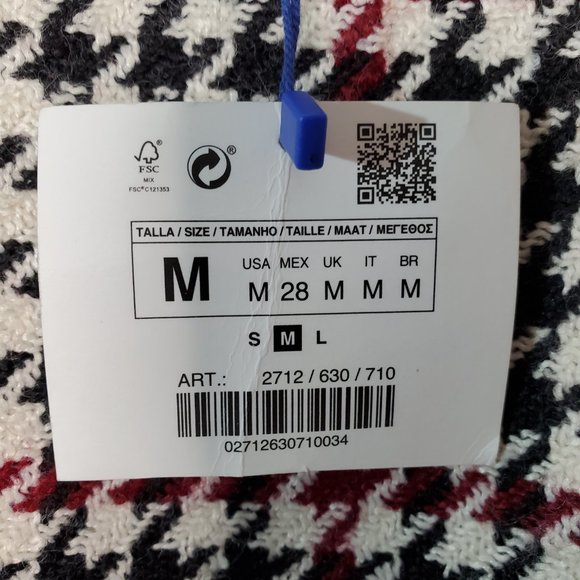 FSC
MIX
FSC® C121353
®
TALLA / SIZE / TAMANHO / TAILLE / MAAT / ΜΕΓΕΘΟΣ
M
USA MEX UK IT BR
M 28 M M M
S M L
ART.: 2712 / 630 / 710
02712630710034